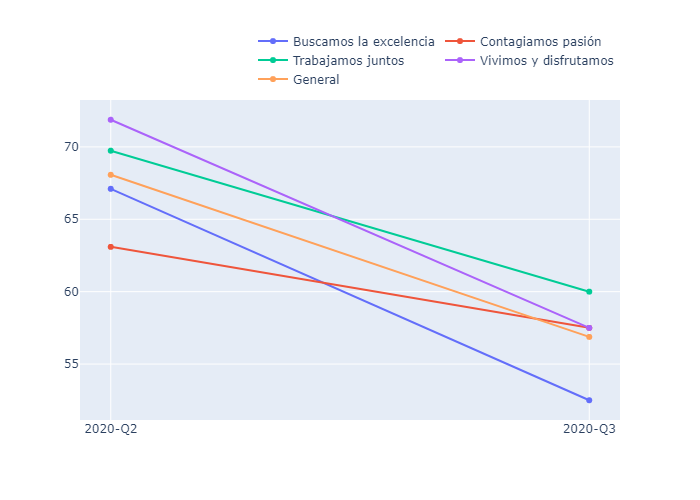 Buscamos la excelencia Contagiamos pasión
Trabajamos juntos Vivimos y disfrutamos
General
70
65
60
55
2020-Q2 2020-Q3